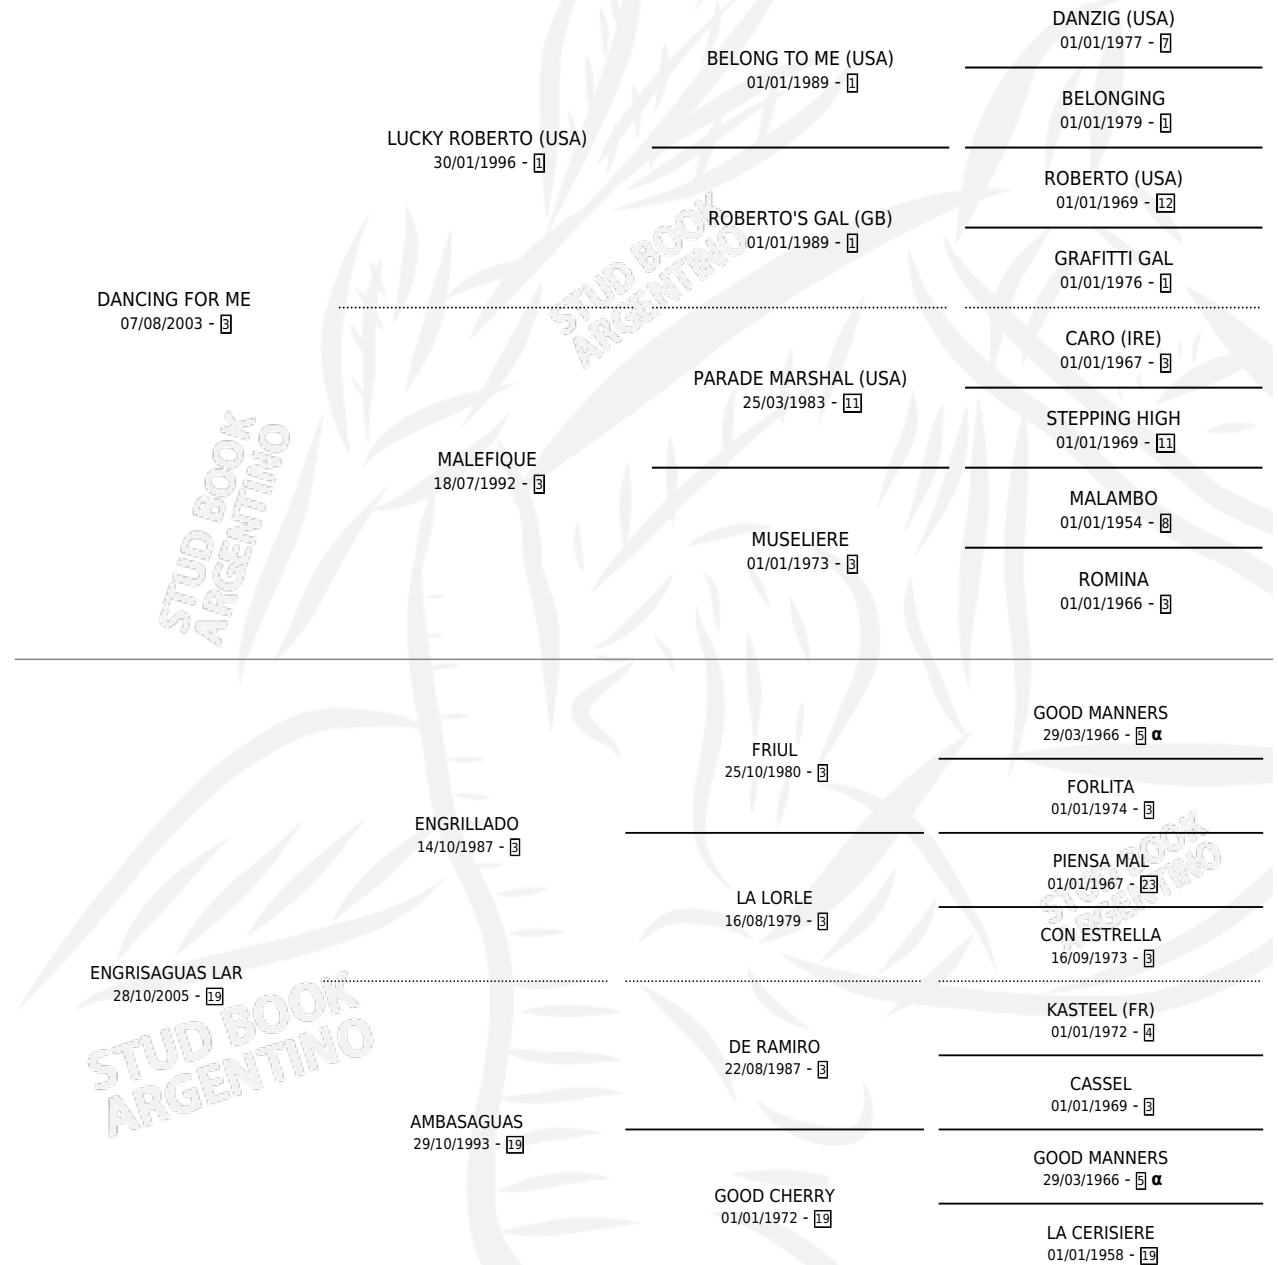 DANZIG (USA)
01/01/1977 - 7
BELONG TO ME (USA)
01/01/1989 - 1
BELONGING
01/01/1979 - 1
LUCKY ROBERTO (USA)
30/01/1996 - 1
ROBERTO (USA)
01/01/1969 - 12
ROBERTO'S GAL (GB)
01/01/1989 - 1
GRAFITTI GAL
01/01/1976 - 1
DANCING FOR ME
07/08/2003 - 3
CARO (IRE)
01/01/1967 - 3
PARADE MARSHAL (USA)
25/03/1983 - 11
STEPPING HIGH
01/01/1969 - 11
MALEFIQUE
18/07/1992 - 3
MALAMBO
01/01/1954 - 8
MUSELIERE
01/01/1973 - 3
ROMINA
01/01/1966 - 3
GOOD MANNERS
29/03/1966 - 5 α
FRIUL
25/10/1980 - 3
FORLITA
01/01/1974 - 3
ENGRILLADO
14/10/1987 - 3
PIENSA MAL
01/01/1967 - 23
LA LORLE
16/08/1979 - 3
CON ESTRELLA
16/09/1973 - 3
ENGRISAGUAS LAR
28/10/2005 - 19
KASTEEL (FR)
01/01/1972 - 4
DE RAMIRO
22/08/1987 - 3
CASSEL
01/01/1969 - 3
AMBASAGUAS
29/10/1993 - 19
GOOD MANNERS
29/03/1966 - 5 α
GOOD CHERRY
01/01/1972 - 19
LA CERISIERE
01/01/1958 - 19
STUD BOOK
ARGENTINO
STUD BOOK
ARGENTINO
STUD BOOK
ARGENTINO
STUD BOOK
ARGENTINO